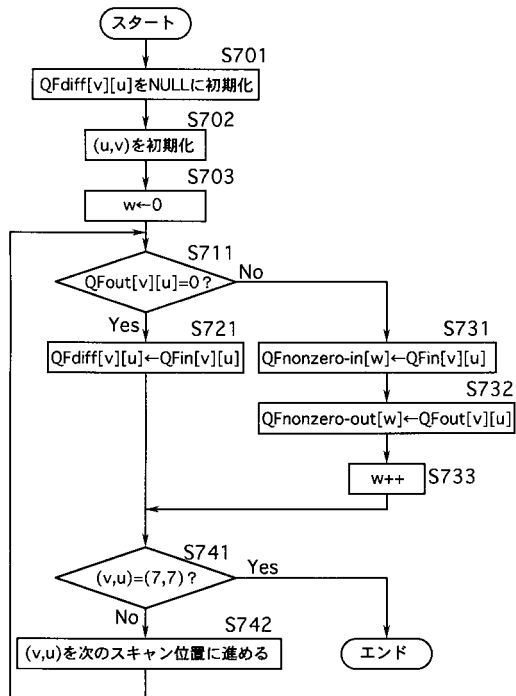 スタート
S701
QFdiff[v][u]をNULLに初期化
S702
(u,v)を初期化
S703
w←0
S711
QFout[v][u]=0?
No
Yes
S721
QFdiff[v][u]←QFin[v][u]
S731
QFnonzero-in[w]←QFin[v][u]
S732
QFnonzero-out[w]←QFout[v][u]
w++
S733
S741
(v,u)=(7,7)?
Yes
No
S742
(v,u)を次のスキャン位置に進める
エンド